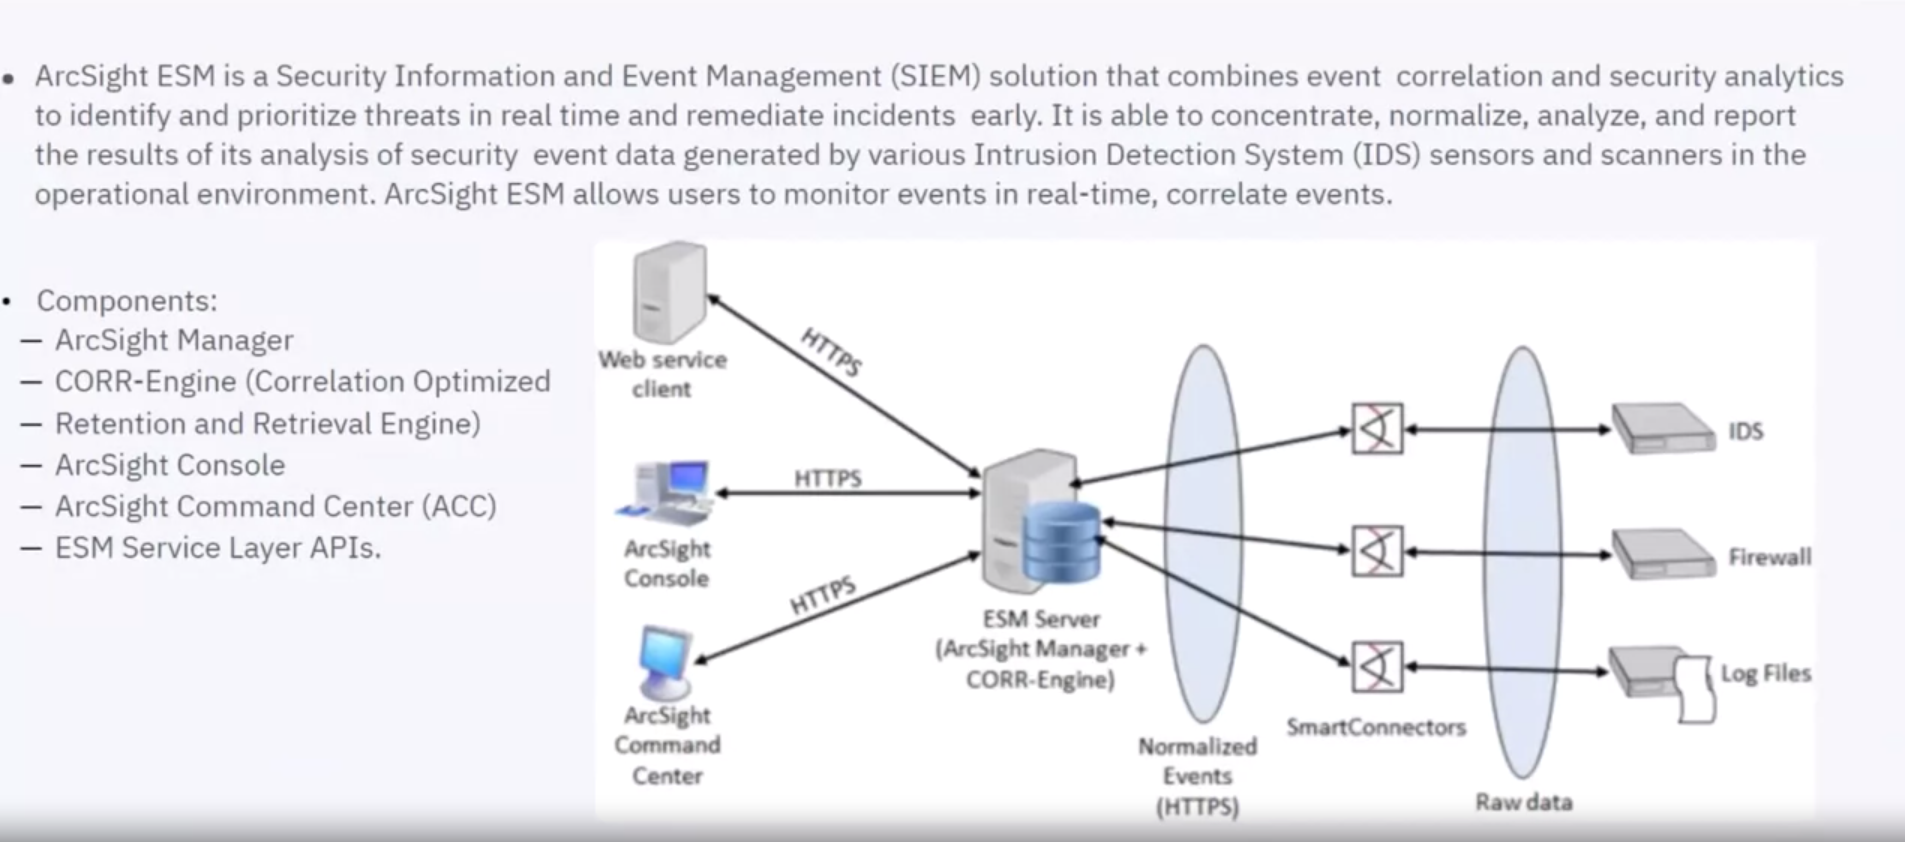 • ArcSight ESM is a Security Information and Event Management (SIEM) solution that combines event correlation and security analytics
to identify and prioritize threats in real time and remediate incidents early. It is able to concentrate, normalize, analyze, and report
the results of its analysis of security event data generated by various Intrusion Detection System (IDS) sensors and scanners in the
operational environment. ArcSight ESM allows users to monitor events in real-time, correlate events.
• Components:
— ArcSight Manager
— CORR-Engine (Correlation Optimized
— Retention and Retrieval Engine)
— ArcSight Console
— ArcSight Command Center (ACC)
— ESM Service Layer APIs.
Web service
client
HTTPS
HTTPS
ArcSight
Console
HTTPS
ArcSight
Command
Center
ESM Server
(ArcSight Manager +
CORR-Engine)
Normalized
Events
(HTTPS)
SmartConnectors
Raw data
IDS
Firewall
Log Files